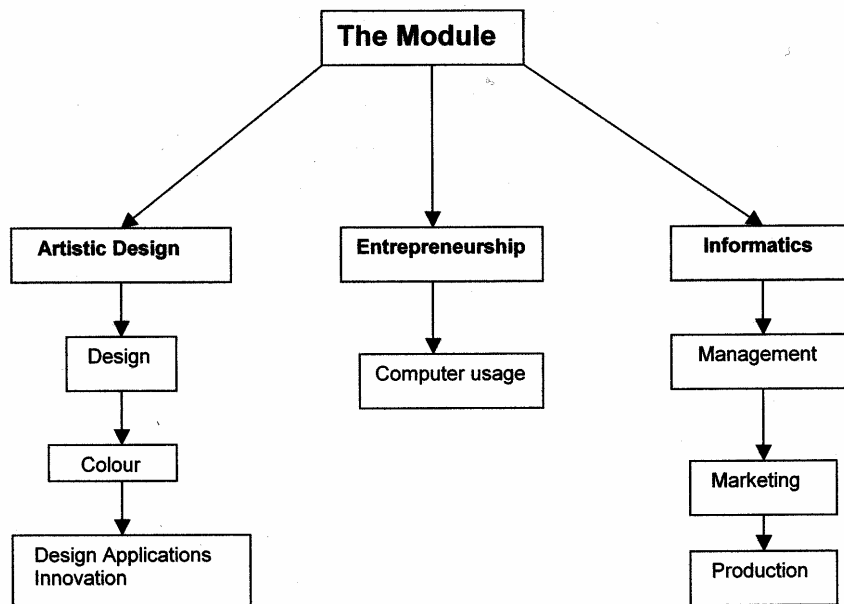 The Module
Artistic Design
Entrepreneurship
Informatics
Design
Computer usage
Management
Colour
Marketing
Design Applications
Innovation
Production